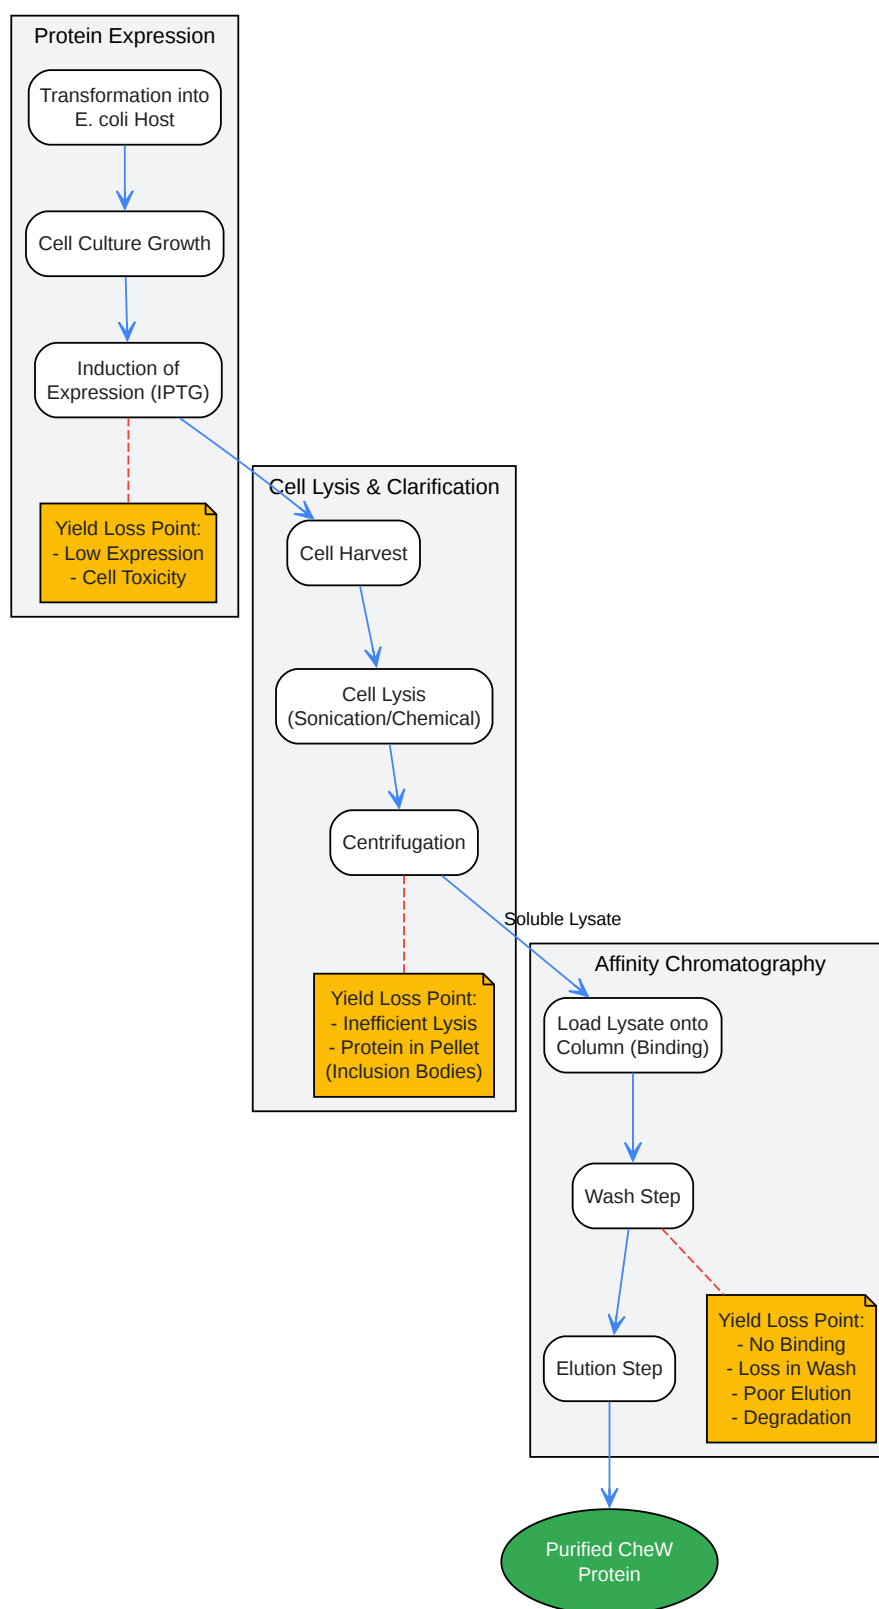 Protein Expression
Transformation into
E. coli Host
Cell Culture Growth
Induction of
Expression (IPTG)
Yield Loss Point:
- Low Expression
- Cell Toxicity
Cell Lysis & Clarification
Cell Harvest
Cell Lysis
(Sonication/Chemical)
Centrifugation
Yield Loss Point:
- Inefficient Lysis
- Protein in Pellet
(Inclusion Bodies)
Soluble Lysate
Affinity Chromatography
Load Lysate onto
Column (Binding)
Wash Step
Elution Step
Yield Loss Point:
- No Binding
- Loss in Wash
- Poor Elution
- Degradation
Purified CheW
Protein